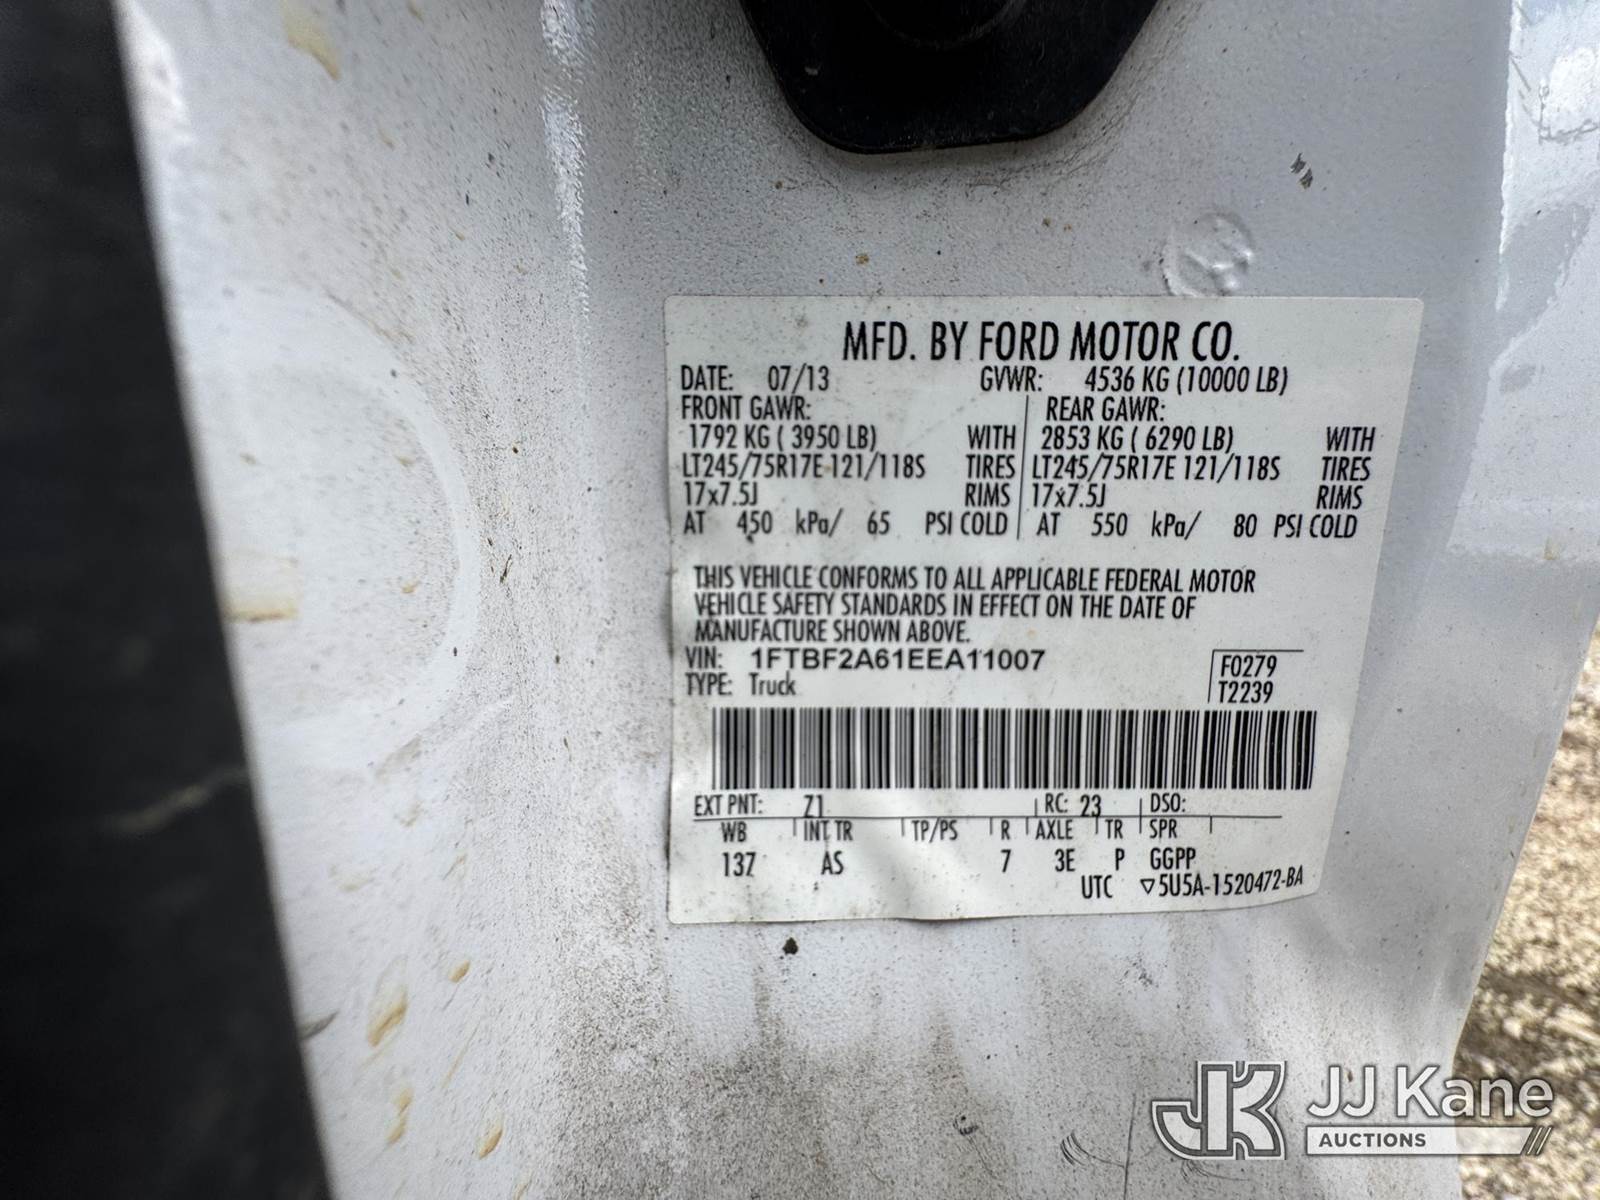 MFD. BY FORD MOTOR CO.
DATE: 07/13 GVWR: 4536 KG (10000 LB)
FRONT GAWR: REAR GAWR:
1792 KG ( 3950 LB) WITH 2853 KG ( 6290 LB) WITH
LT245/75R17E 121/118S TIRES LT245/75R17E 121/118S TIRES
17x7.5J RIMS 17x7.5J RIMS
AT 450 kPa/ 65 PSI COLD AT 550 kPa/ 80 PSI COLD
THIS VEHICLE CONFORMS TO ALL APPLICABLE FEDERAL MOTOR
VEHICLE SAFETY STANDARDS IN EFFECT ON THE DATE OF
MANUFACTURE SHOWN ABOVE.
VIN: 1FTBF2A61EEA11007
TYPE: Truck
F0279
T2239
EXT PNT: Z1 RC: 23 DSO:
WB INT TR TP/PS R AXLE TR SPR
137 AS 7 3E P GGPP
UTC ▽5U5A-1520472-BA
JK JJ Kane
AUCTIONS